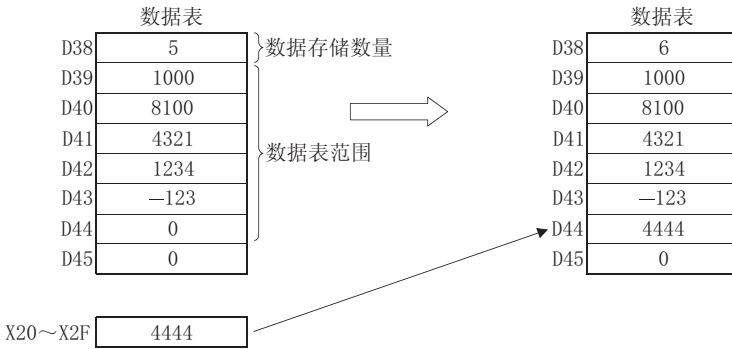 数据表 数据表
D38 5 数据存储数量 D38 6
D39 1000 D39 1000
D40 8100 D40 8100
D41 4321 D41 4321
数据表范围
D42 1234 D42 1234
D43 —123 D43 —123
D44 0 D44 4444
D45 0 D45 0
X20～X2F 4444